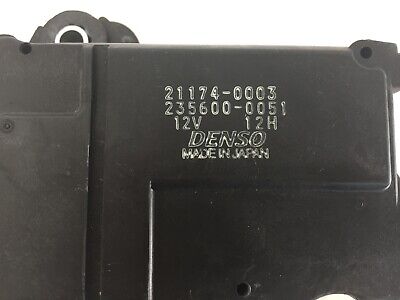 21174-0003
235600-0051
12V 12H
DENSO
MADE IN JAPAN